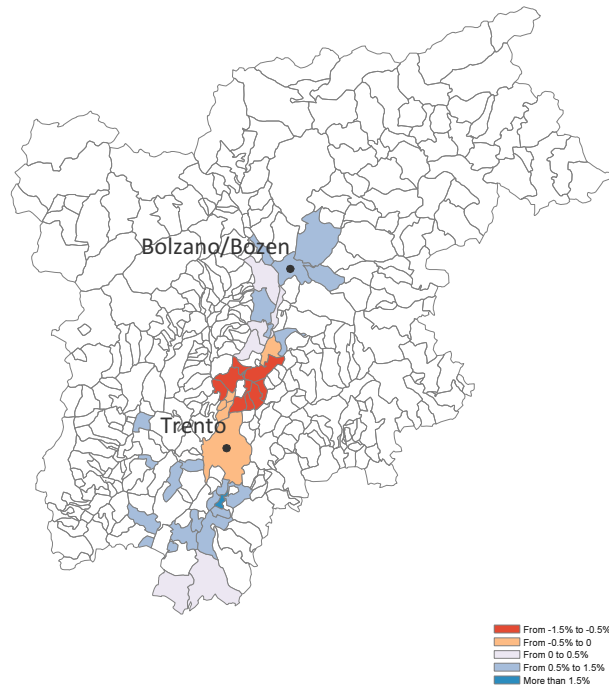 Bolzano/Bozen
Trento
From -1.5% to -0.5%
From -0.5% to 0
From 0 to 0.5%
From 0.5% to 1.5%
More than 1.5%